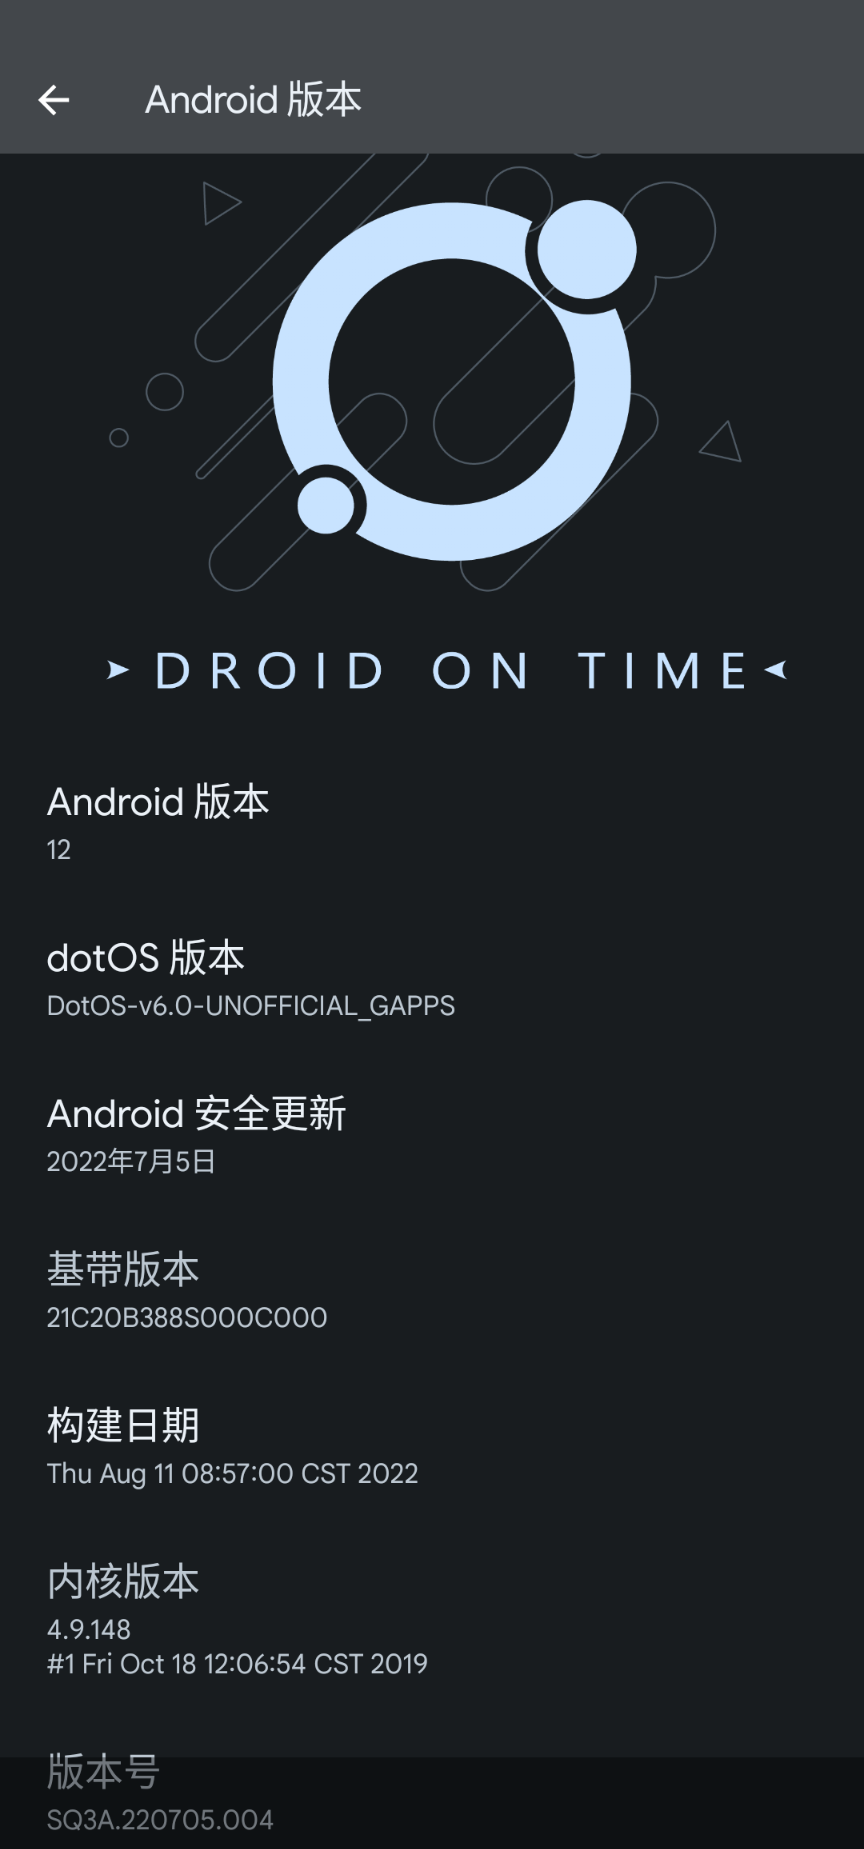 Android 版本
DROID ON TIME
Android 版本
12
dotOS 版本
DotOS-v6.0-UNOFFICIAL_GAPPS
Android 安全更新
2022年7月5日
基带版本
21C20B388S000C000
构建日期
Thu Aug 11 08:57:00 CST 2022
内核版本
4.9.148
#1 Fri Oct 18 12:06:54 CST 2019
版本号
SQ3A.220705.004